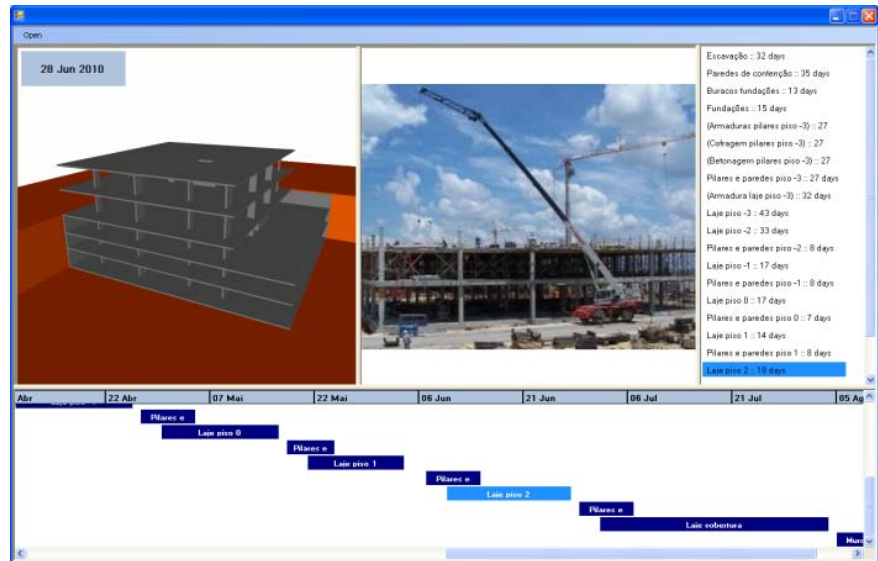 Open
28 Jun 2010
Escavação :: 32 days
Paredes de contenção :: 35 days
Buracos fundações :: 13 days
Fundações :: 15 days
(Armaduras pilares piso -3) :: 27
(Cofragem pilares piso -3) :: 27
(Betonagem pilares piso -3) :: 27
Pilares e paredes piso -3 :: 27 days
(Armadura laje piso -3) :: 32 days
Laje piso -3 :: 43 days
Laje piso -2 :: 33 days
Pilares e paredes piso -2 :: 8 days
Laje piso -1 :: 17 days
Pilares e paredes piso -1 :: 8 days
Laje piso 0 :: 17 days
Pilares e paredes piso 0 :: 7 days
Laje piso 1 :: 14 days
Pilares e paredes piso 1 :: 8 days
Laje piso 2 :: 18 days
Abr 22 Abr 07 Mai 22 Mai 06 Jun 21 Jun 06 Jul 21 Jul 05 Ag
Pilares e
Laje piso 0
Pilares e
Laje piso 1
Pilares e
Laje piso 2
Pilares e
Laje cobertura
Muro